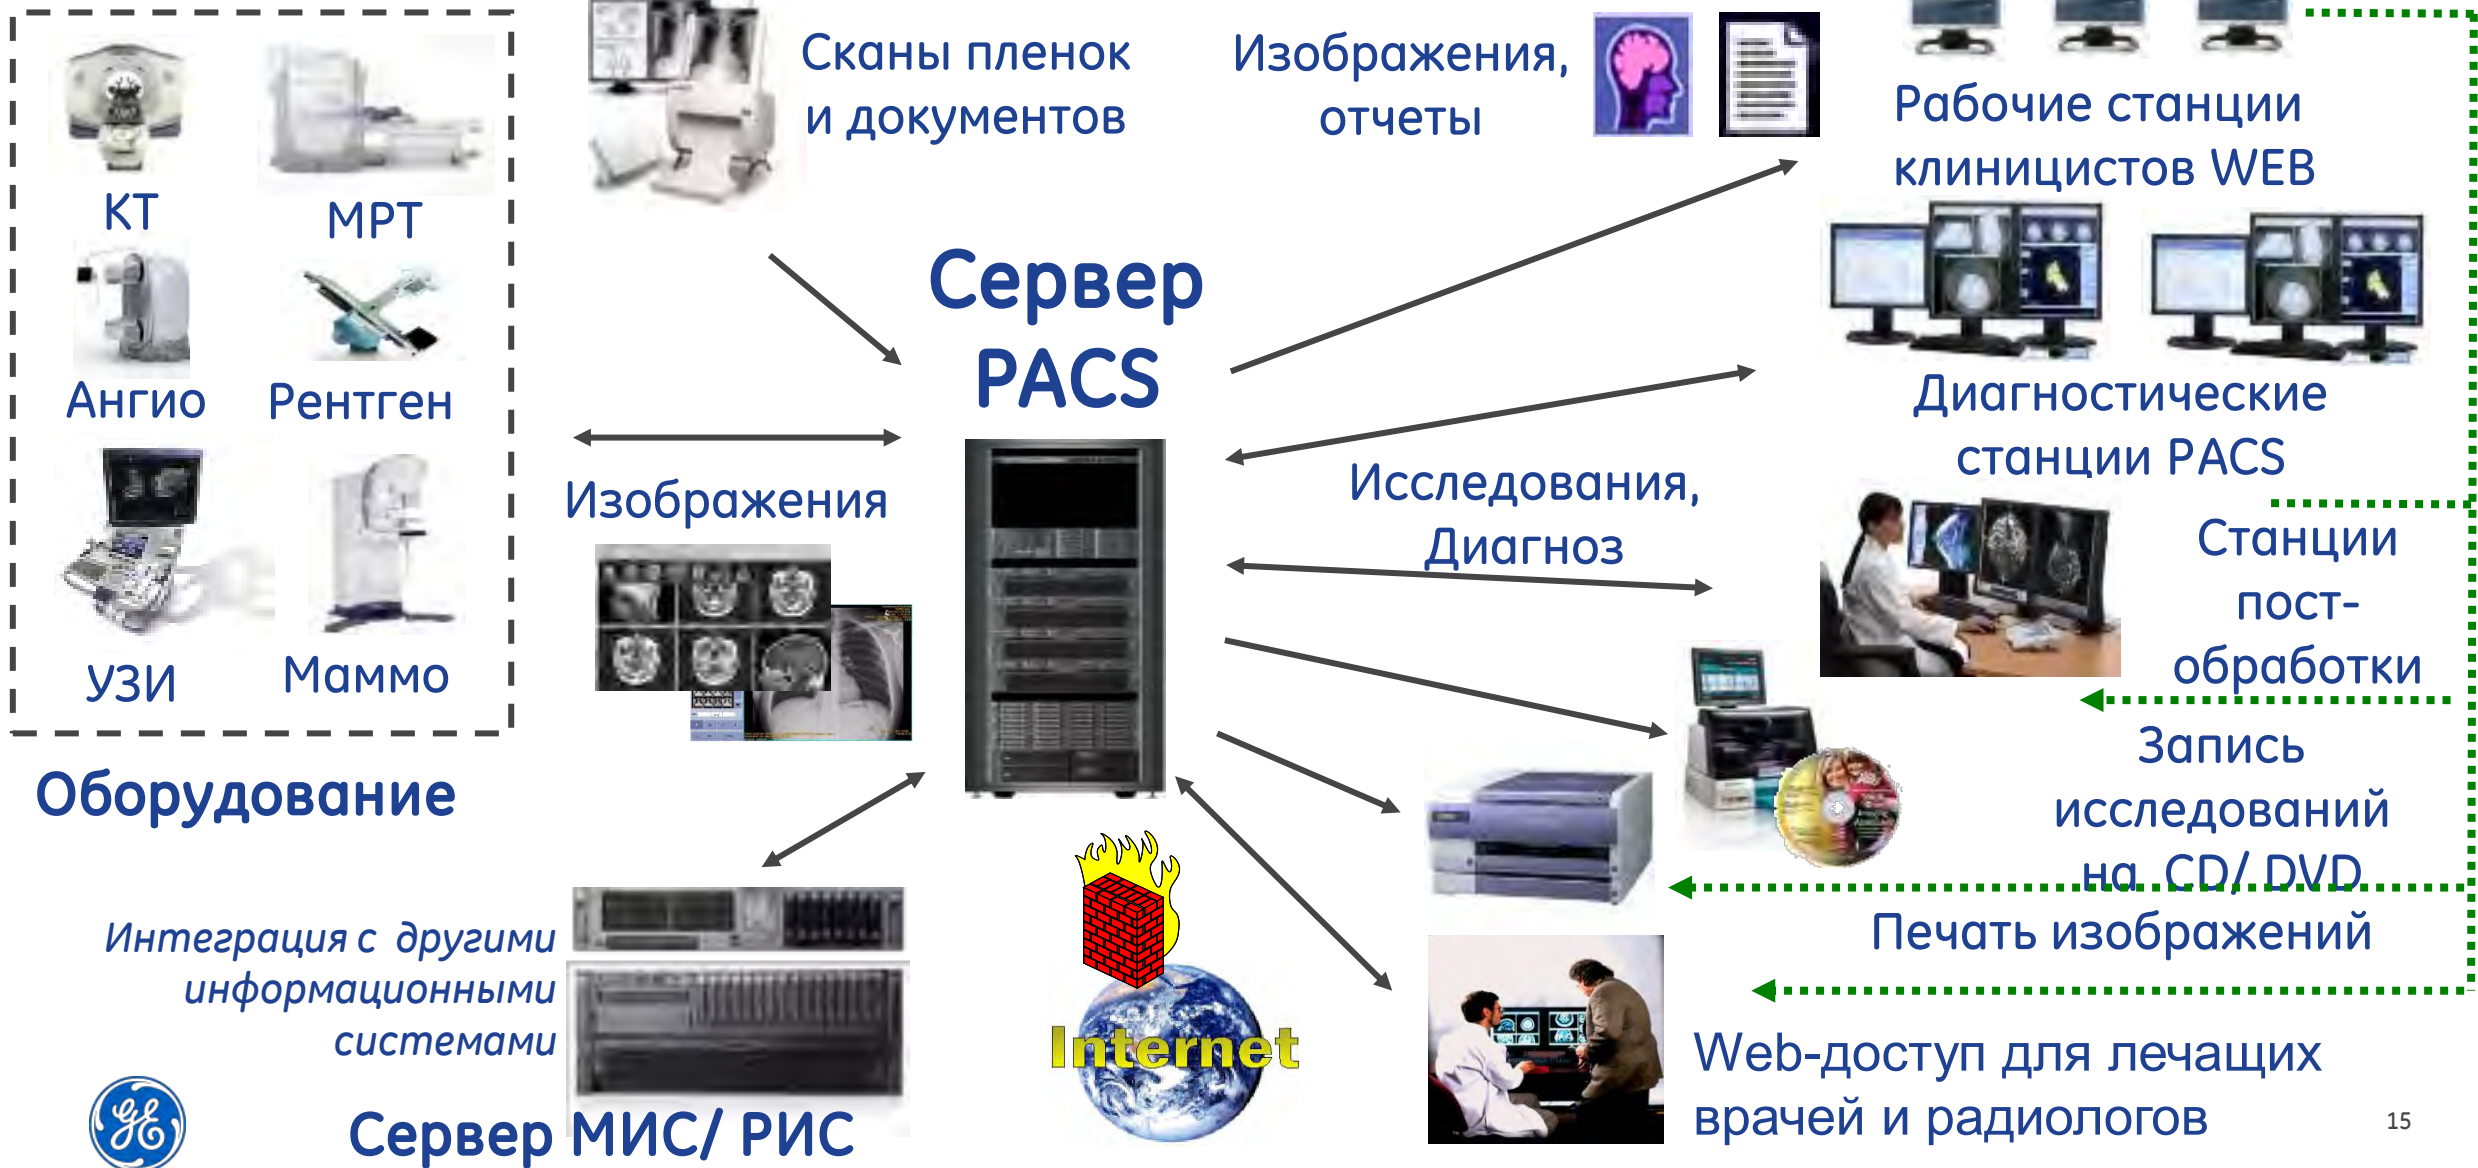 Сканы пленок
и документов
Изображения,
отчеты
Рабочие станции
клиницистов WEB
КТ
МРТ
Ангио
Рентген
УЗИ
Маммо
Оборудование
Сервер
PACS
Изображения
Исследования,
Диагноз
Диагностические
станции PACS
Станции
пост-
обработки
Запись
исследований
на CD/ DVD
Печать изображений
Интеграция с другими
информационными
системами
Сервер МИС/ РИС
Internet
Web-доступ для лечащих
врачей и радиологов
GE
15